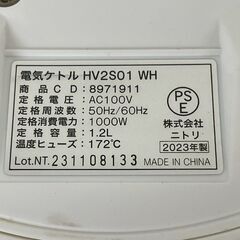 電気ケトル HV2S01 WH
商品CD:8971911
定格電圧:AC100V
定格周波数:50Hz/60Hz
定格消費電力:1000W
容量:1.2L
温度ヒューズ:172℃
Lot.NT.231108133
PSE
株式会社
ニトリ
2023年製
MADE IN CHINA